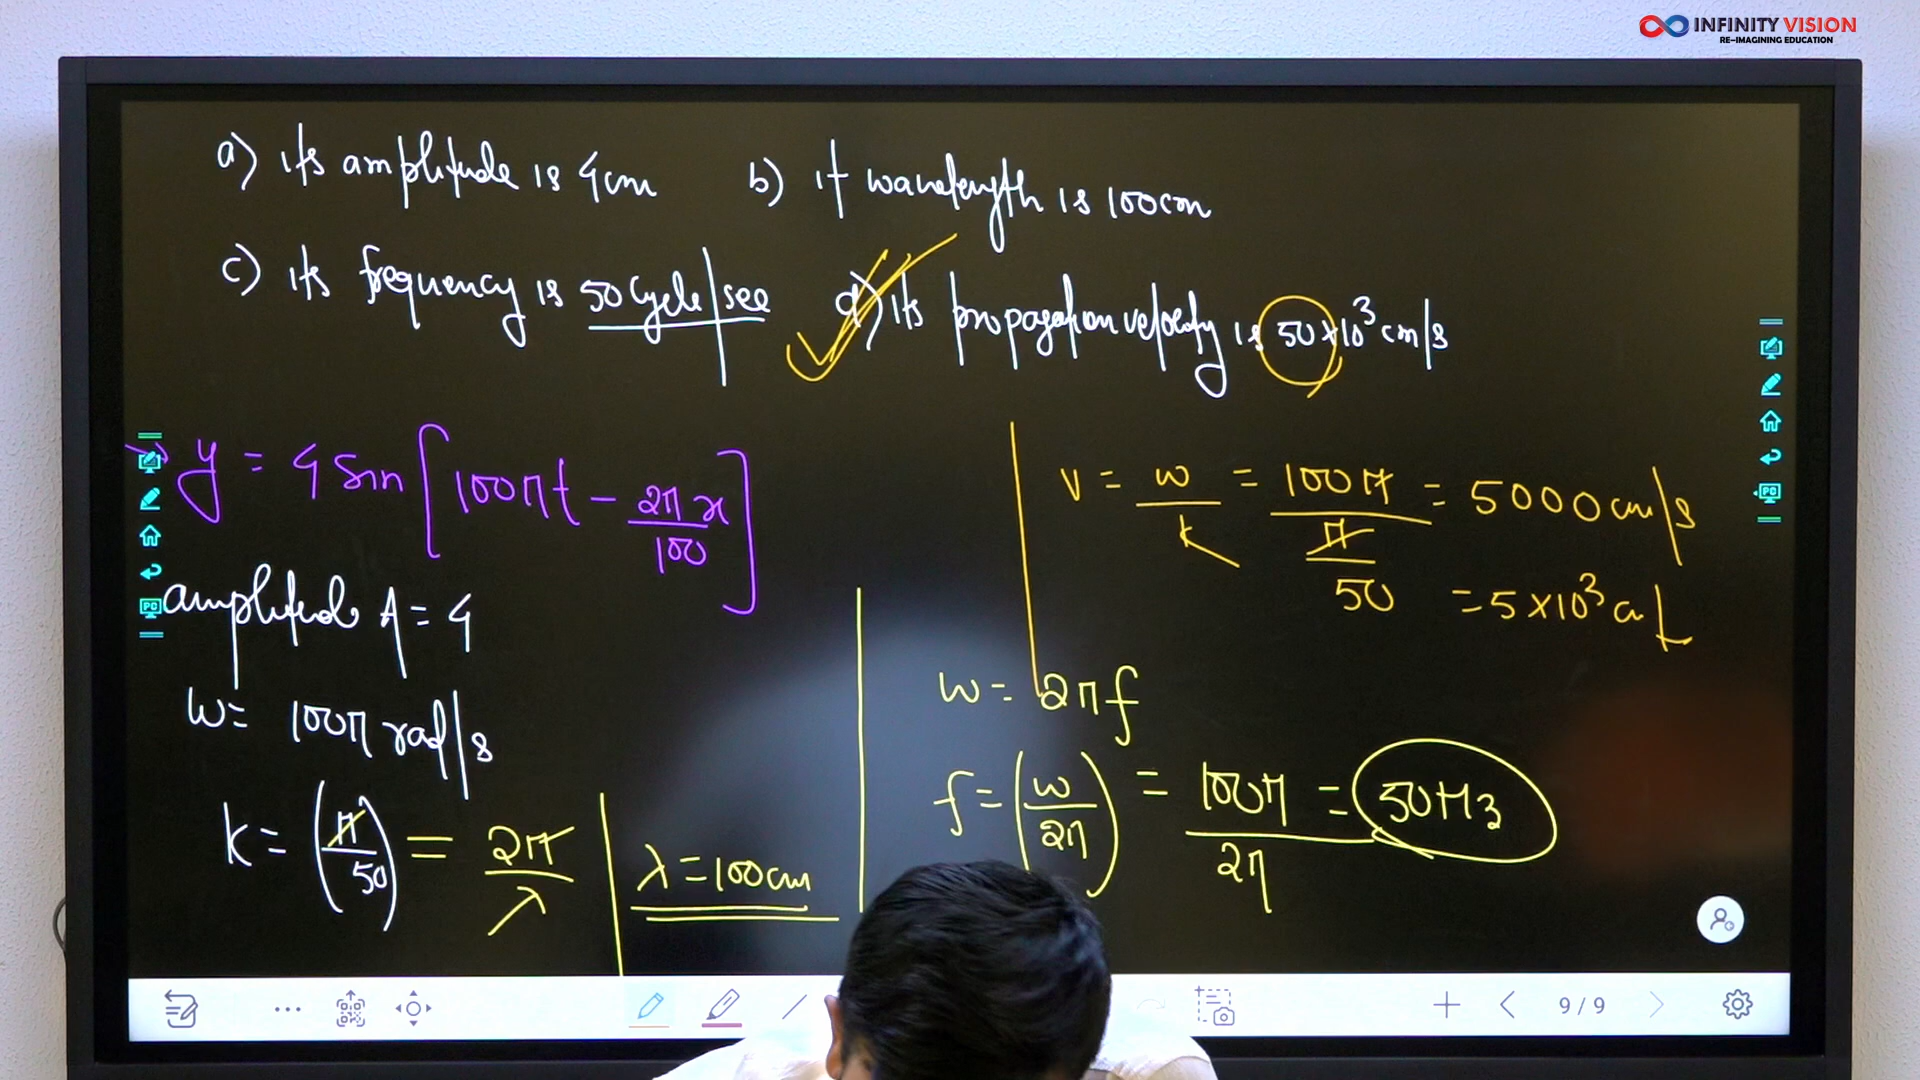 INFINITY VISION
RE-IMAGINING EDUCATION
a) its amplitude is 4cm b) it wavelength is 100cm
c) its frequency is 50 cycle/sec d) its propagation velocity is 50×10³ cm/s
y = 4 sin [100πt - 2πx/100]
v = w/k = 100π/(π/50) = 5000 cm/s
= 5×10³
amplitude A = 4
w = 2πf
w = 100π rad/s
f = (w/2π) = 100π/2π = 50Hz
k = (π/50) = 2π/λ λ = 100cm
9/9